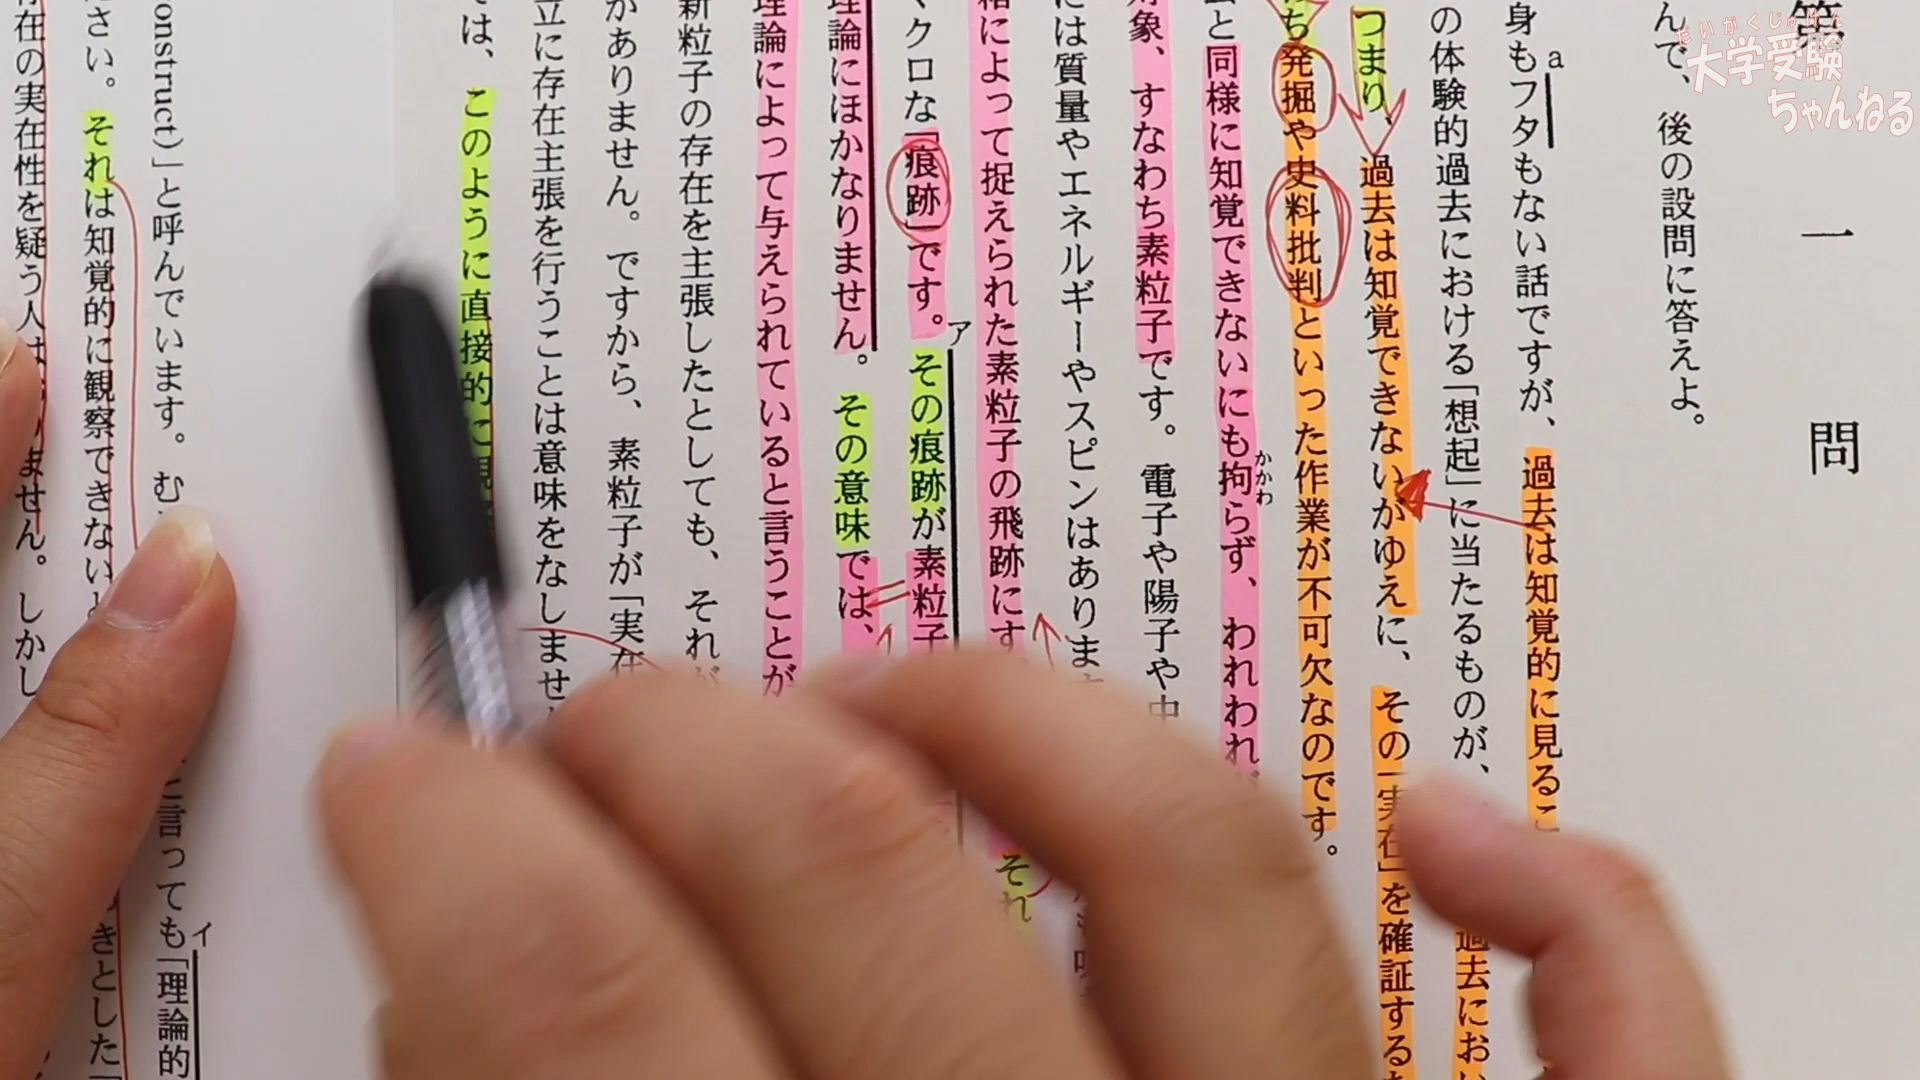 第一問
だいがくじゅけん
大学受験
ちゃんねる
んで、後の設問に答えよ。
a
身もフタもない話ですが、過去は知覚的に見るこ
の体験的過去における「想起」に当たるものが、
過去にお
つまり、過去は知覚できないがゆえに、その「実在」を確証する
ち発掘や史料批判といった作業が不可欠なのです。
と同様に知覚できないにも拘らず、われわれ
かかわ
対象、すなわち素粒子です。電子や陽子や中
には質量やエネルギーやスピンはありま
によって捉えられた素粒子の飛跡にす
それ
クロな「痕跡」です。その痕跡が素粒子
ア
理論にほかなりません。その意味では、
理論によって与えられていると言うことが
新粒子の存在を主張したとしても、それが
がありません。ですから、素粒子が「実在
立に存在主張を行うことは意味をなしませ
では、このように直接的に
onstruct)」と呼んでいます。む
と言っても「理論的
イ
ださい。それは知覚的に観察できないと
きとした「
存在の実在性を疑う人は
ません。しかし